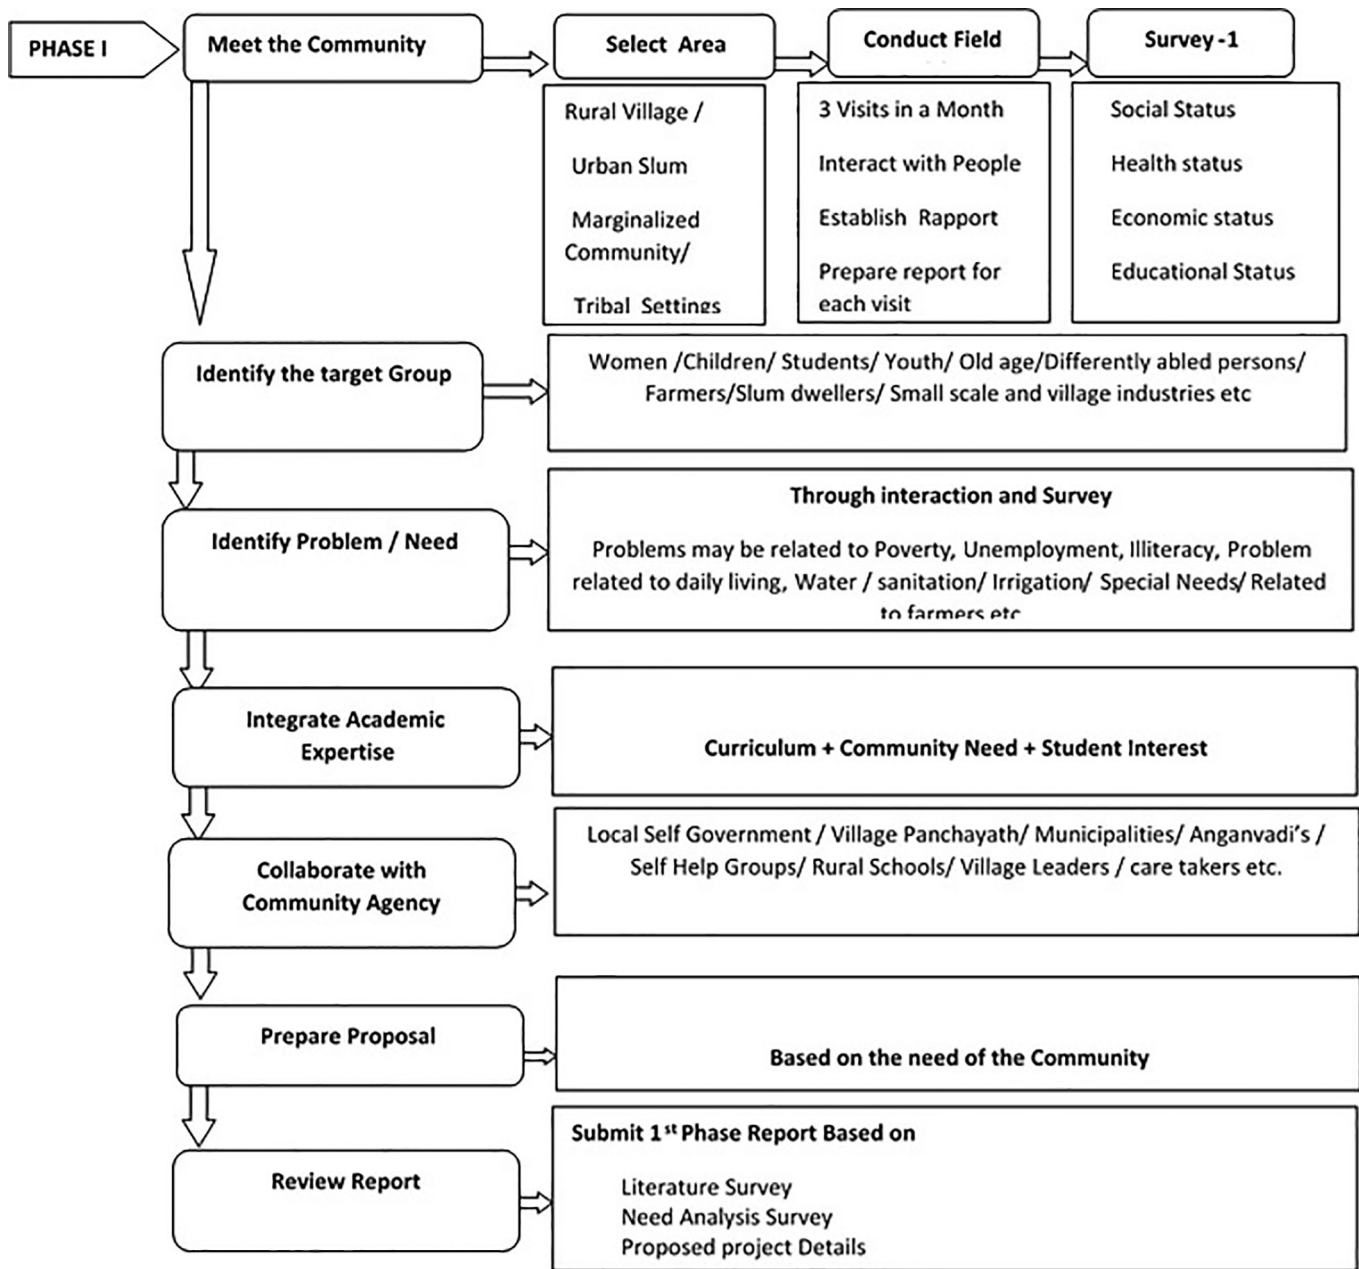 PHASE I
Meet the Community
Select Area
Conduct Field
Survey -1
Rural Village /
Urban Slum
Marginalized
Community/
Tribal Settings
3 Visits in a Month
Interact with People
Establish Rapport
Prepare report for
each visit
Social Status
Health status
Economic status
Educational Status
Identify the target Group
Women /Children/ Students/ Youth/ Old age/Differently abled persons/
Farmers/Slum dwellers/ Small scale and village industries etc
Identify Problem / Need
Through interaction and Survey
Problems may be related to Poverty, Unemployment, Illiteracy, Problem
related to daily living, Water / sanitation/ Irrigation/ Special Needs/ Related
to farmers etc
Integrate Academic
Expertise
Curriculum + Community Need + Student Interest
Collaborate with
Community Agency
Local Self Government / Village Panchayath/ Municipalities/ Anganvadi's /
Self Help Groups/ Rural Schools/ Village Leaders / care takers etc.
Prepare Proposal
Based on the need of the Community
Review Report
Submit 1st Phase Report Based on
Literature Survey
Need Analysis Survey
Proposed project Details